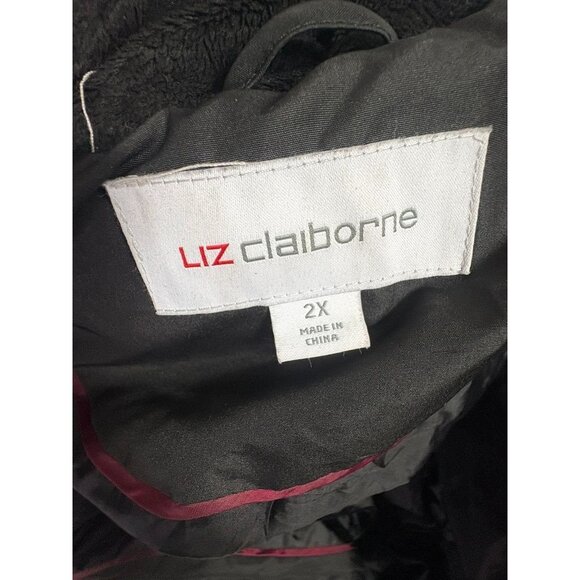 LIZ claiborne
2X
MADE IN
CHINA